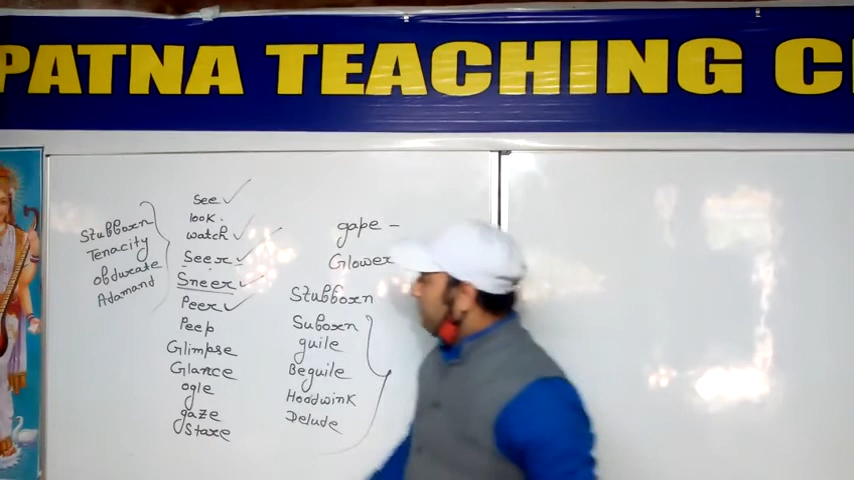 PATNA TEACHING C
Stubborn
Tenacity
obdurate
Adamand
See
look.
watch
Seer
Sneer
Peer
Peep
Glimpse
Glance
ogle
gaze
Stare
gape –
Glower
Stubborn
Suborn
guile
Beguile
Hoodwink
Delude